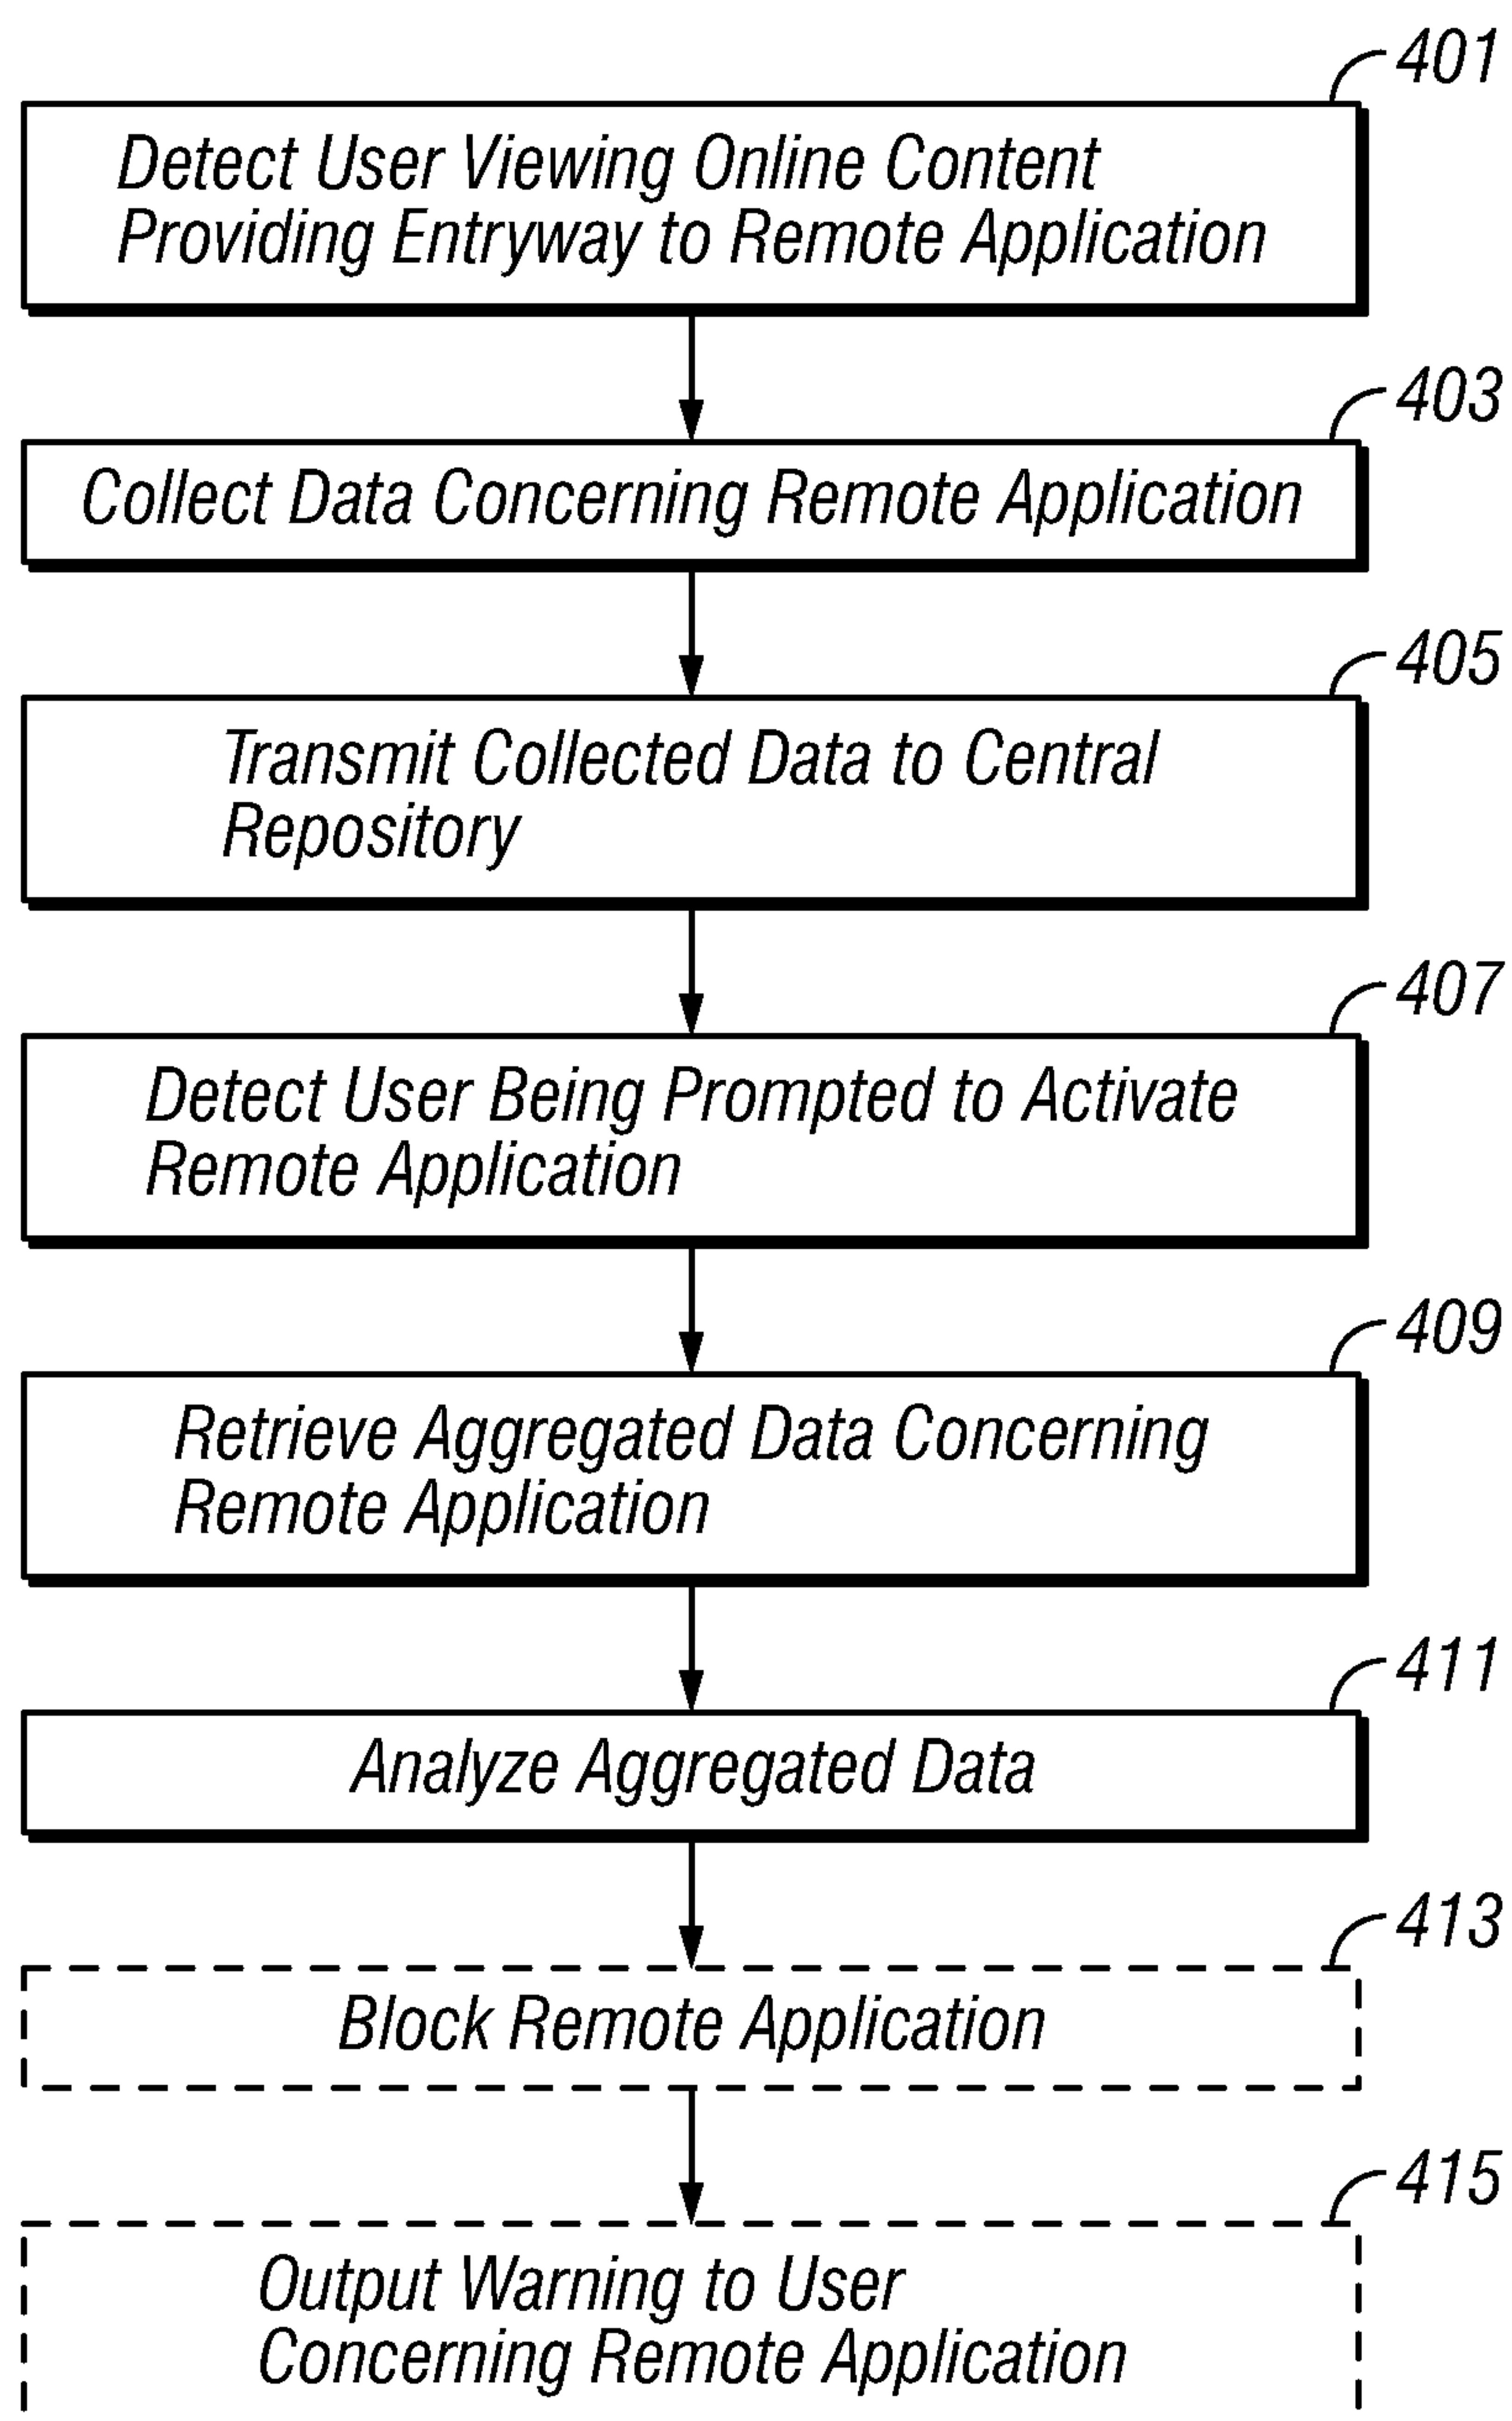 401
Detect User Viewing Online Content
Providing Entryway to Remote Application
403
Collect Data Concerning Remote Application
405
Transmit Collected Data to Central
Repository
407
Detect User Being Prompted to Activate
Remote Application
409
Retrieve Aggregated Data Concerning
Remote Application
411
Analyze Aggregated Data
413
Block Remote Application
415
Output Warning to User
Concerning Remote Application